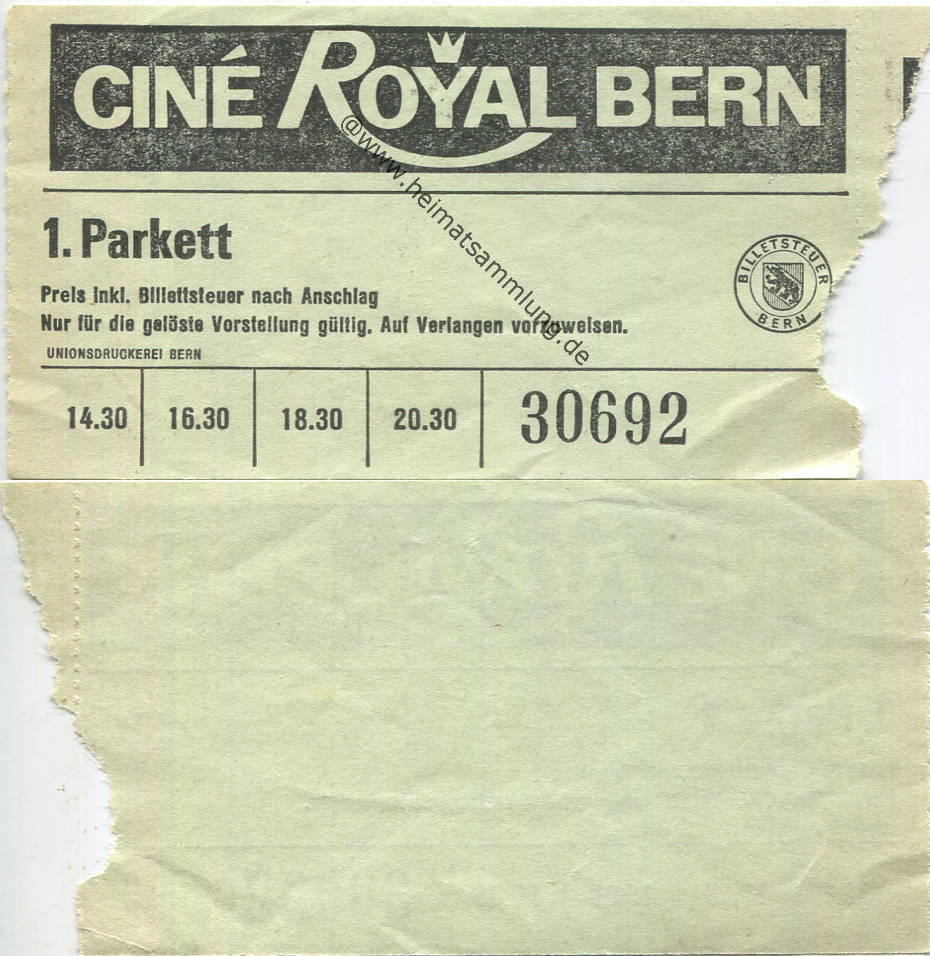 CINÉ ROYAL BERN
1. Parkett
Preis inkl. Billettsteuer nach Anschlag
Nur für die gelöste Vorstellung gültig. Auf Verlangen vorzuweisen.
UNIONSDRUCKEREI BERN
BILLETSTEUER
BERN
14.30 16.30 18.30 20.30 30692
@www.heimatsammlung.de